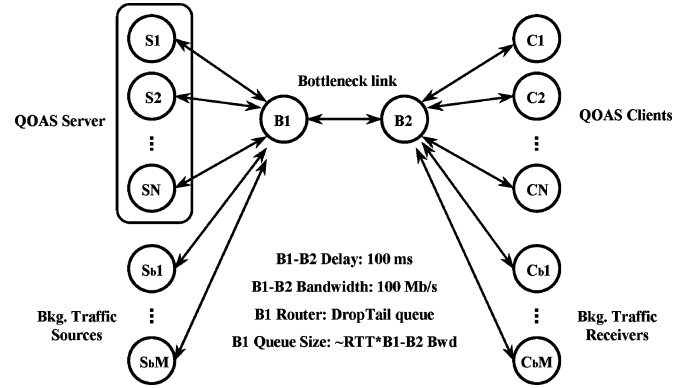 S1
C1
Bottleneck link
S2
C2
QOAS Server
B1
B2
QOAS Clients
⋮
⋮
SN
CN
Sb1
B1-B2 Delay: 100 ms
Cb1
B1-B2 Bandwidth: 100 Mb/s
⋮
⋮
Bkg. Traffic
Sources
B1 Router: DropTail queue
Bkg. Traffic
Receivers
B1 Queue Size: ~RTT*B1-B2 Bwd
SbM
CbM